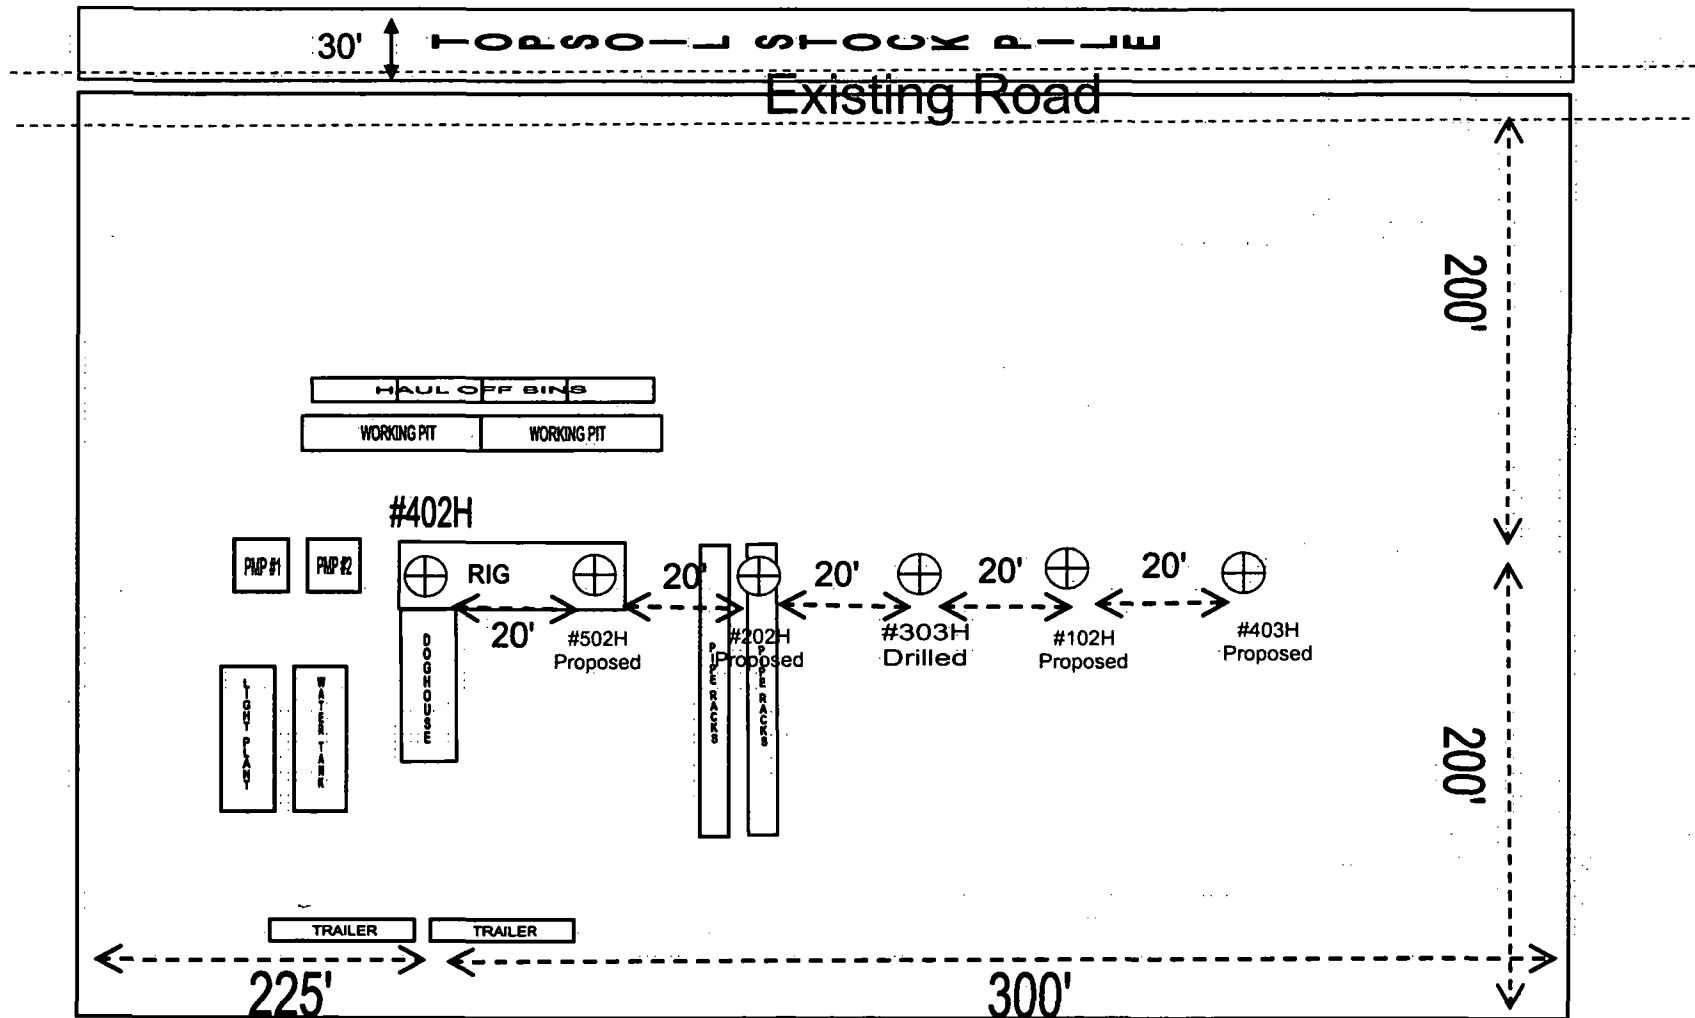 30' TOPSOIL STOCK PILE
Existing Road
200'
HAUL OFF BINS
WORKING PIT WORKING PIT
#402H
PMP #1 PMP #2 RIG 20' 20' 20' 20'
20'
#502H
Proposed
#202H
Proposed
#303H
Drilled
#102H
Proposed
#403H
Proposed
LIGHT PLANT
WATER TANK
DOGHOUSE
PIPE RACKS
PIPE RACKS
200'
TRAILER TRAILER
225' 300'